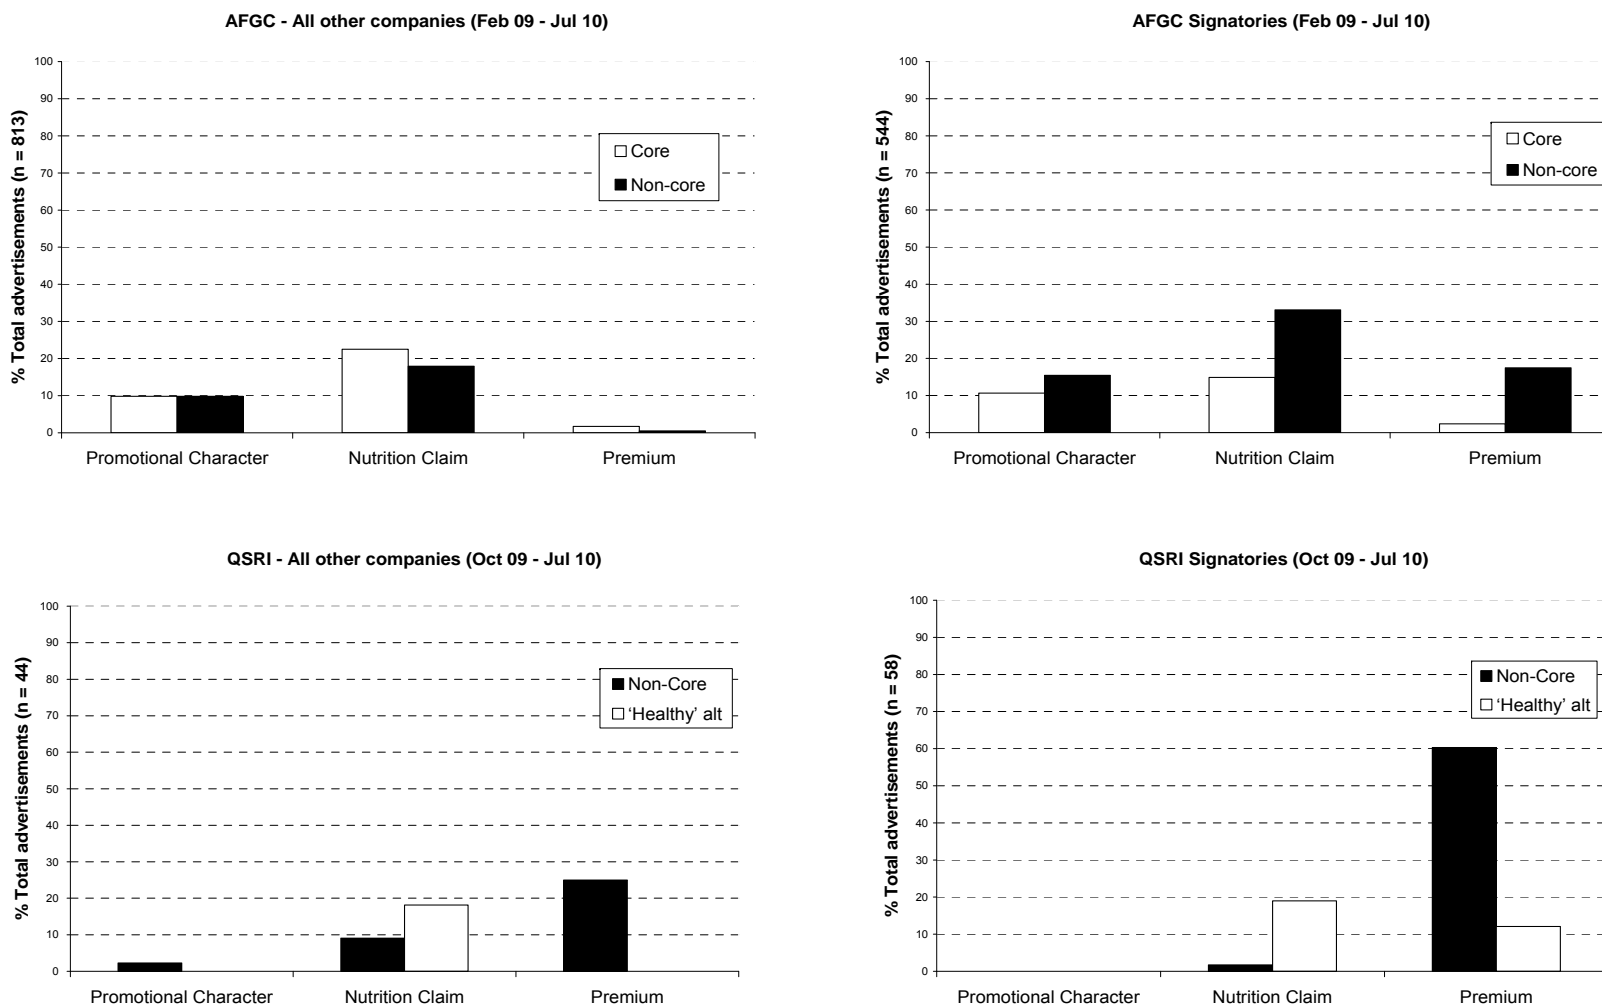 AFGC - All other companies (Feb 09 - Jul 10)
% Total advertisements (n = 813)
100
90
80
70
60
50
40
30
20
10
0
Core
Non-core
Promotional Character
Nutrition Claim
Premium
AFGC Signatories (Feb 09 - Jul 10)
% Total advertisements (n = 544)
100
90
80
70
60
50
40
30
20
10
0
Core
Non-core
Promotional Character
Nutrition Claim
Premium
QSRI - All other companies (Oct 09 - Jul 10)
% Total advertisements (n = 44)
100
90
80
70
60
50
40
30
20
10
0
Non-Core
‘Healthy’ alt
Promotional Character
Nutrition Claim
Premium
QSRI Signatories (Oct 09 - Jul 10)
% Total advertisements (n = 58)
100
90
80
70
60
50
40
30
20
10
0
Non-Core
‘Healthy’ alt
Promotional Character
Nutrition Claim
Premium